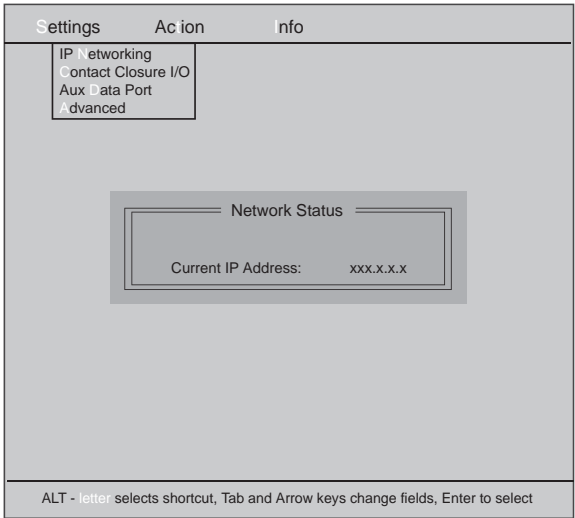 Settings Action Info
IP Networking
Contact Closure I/O
Aux Data Port
Advanced
Network Status
Current IP Address: xxx.x.x.x
ALT - letter selects shortcut, Tab and Arrow keys change fields, Enter to select